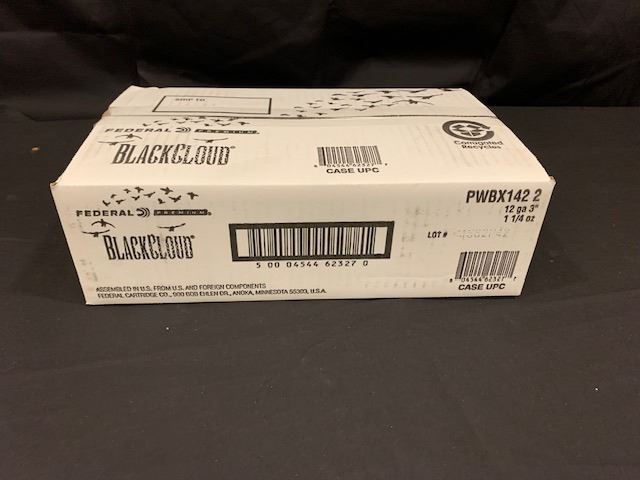 SHIP TO
FEDERAL PREMIUM
BLACKCLOUD
CASE UPC
Corrugated
Recycles
FEDERAL PREMIUM
BLACKCLOUD
5 00 04544 62327 0
PWBX142 2
12 ga 3"
1 1/4 oz
LOT #
CASE UPC
ASSEMBLED IN U.S. FROM U.S. AND FOREIGN COMPONENTS
FEDERAL CARTRIDGE CO., 900 BOB EHLEN DR., ANOKA, MINNESOTA 55303, U.S.A.